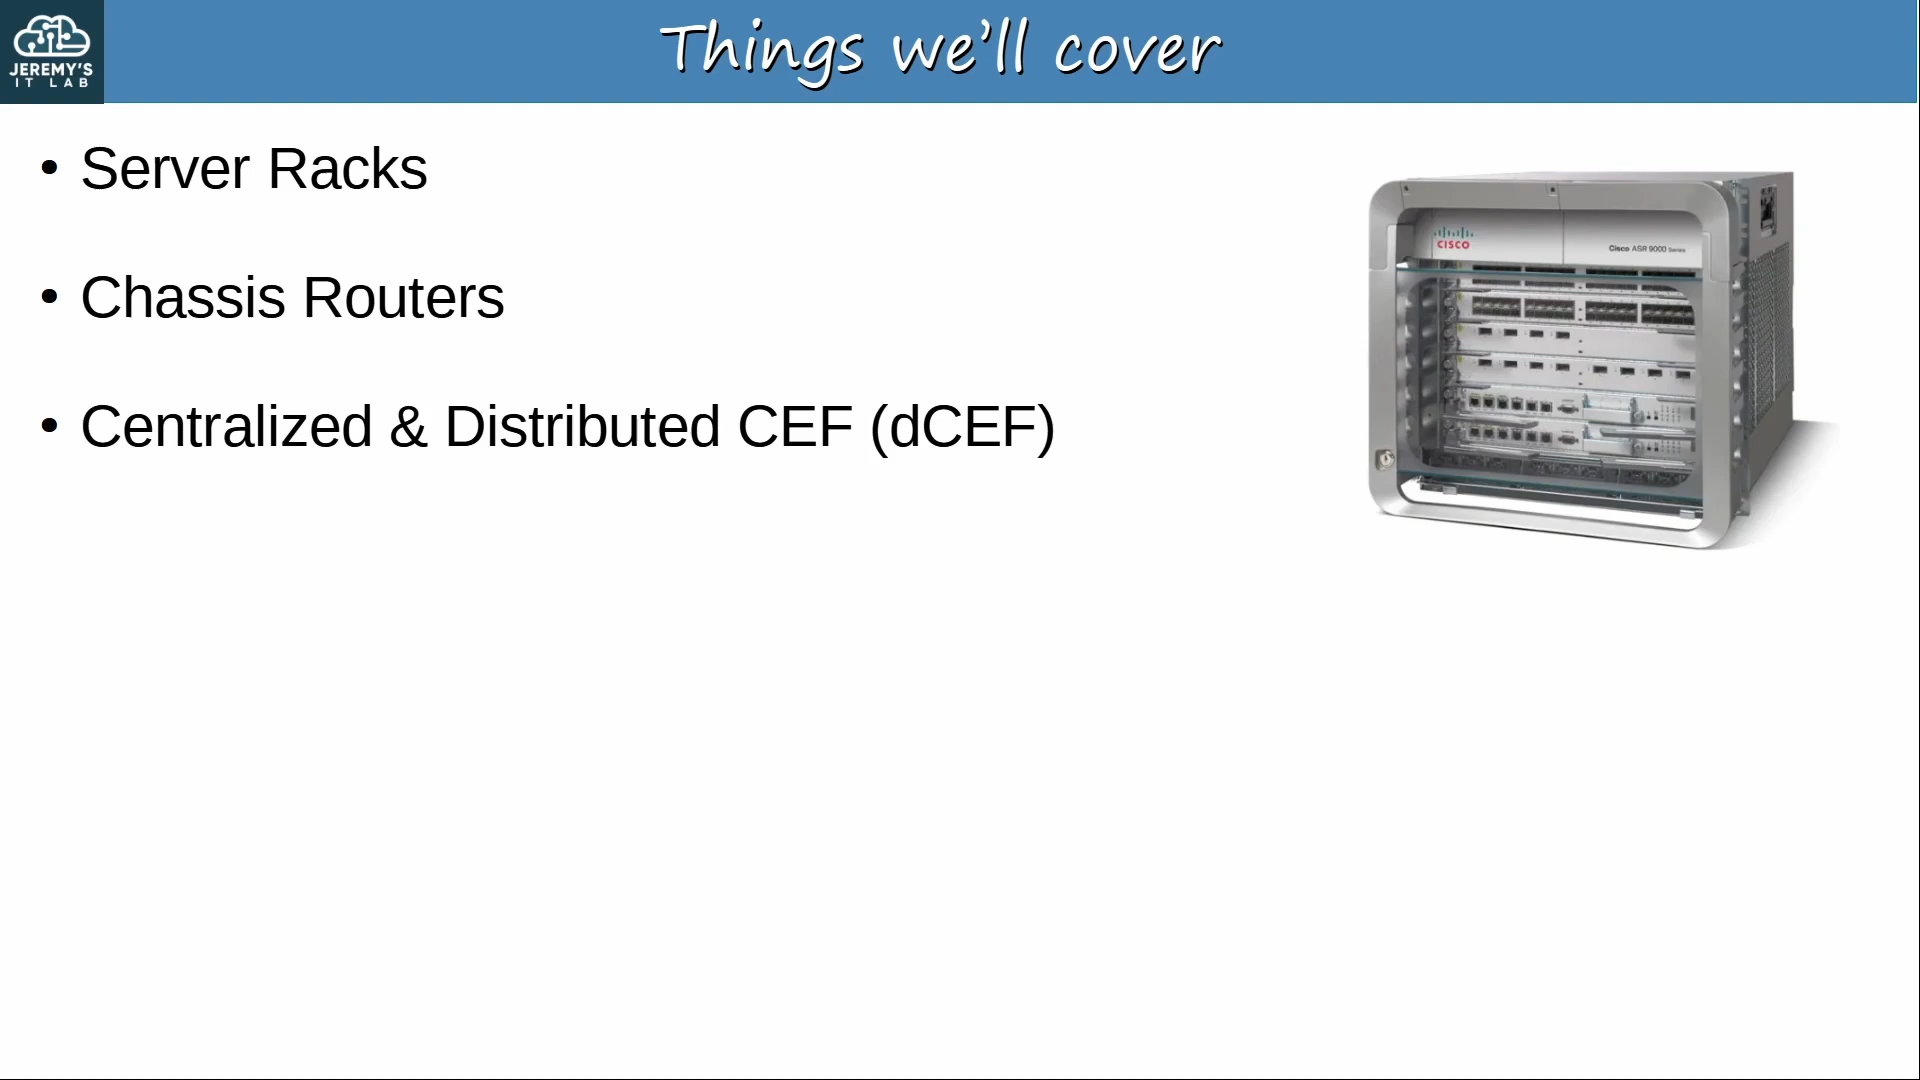 JEREMY'S
IT LAB
Things we'll cover
• Server Racks
• Chassis Routers
• Centralized & Distributed CEF (dCEF)
CISCO
Cisco ASR 9000 Series